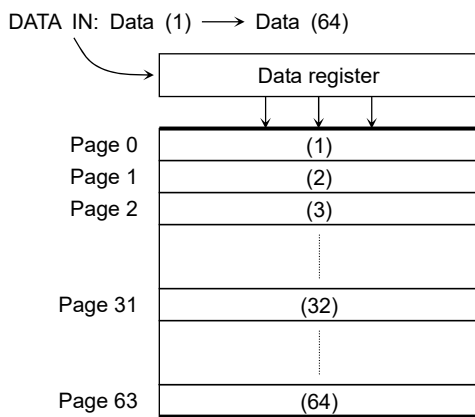 DATA IN: Data (1) → Data (64)
Data register
Page 0 (1)
Page 1 (2)
Page 2 (3)
Page 31 (32)
Page 63 (64)